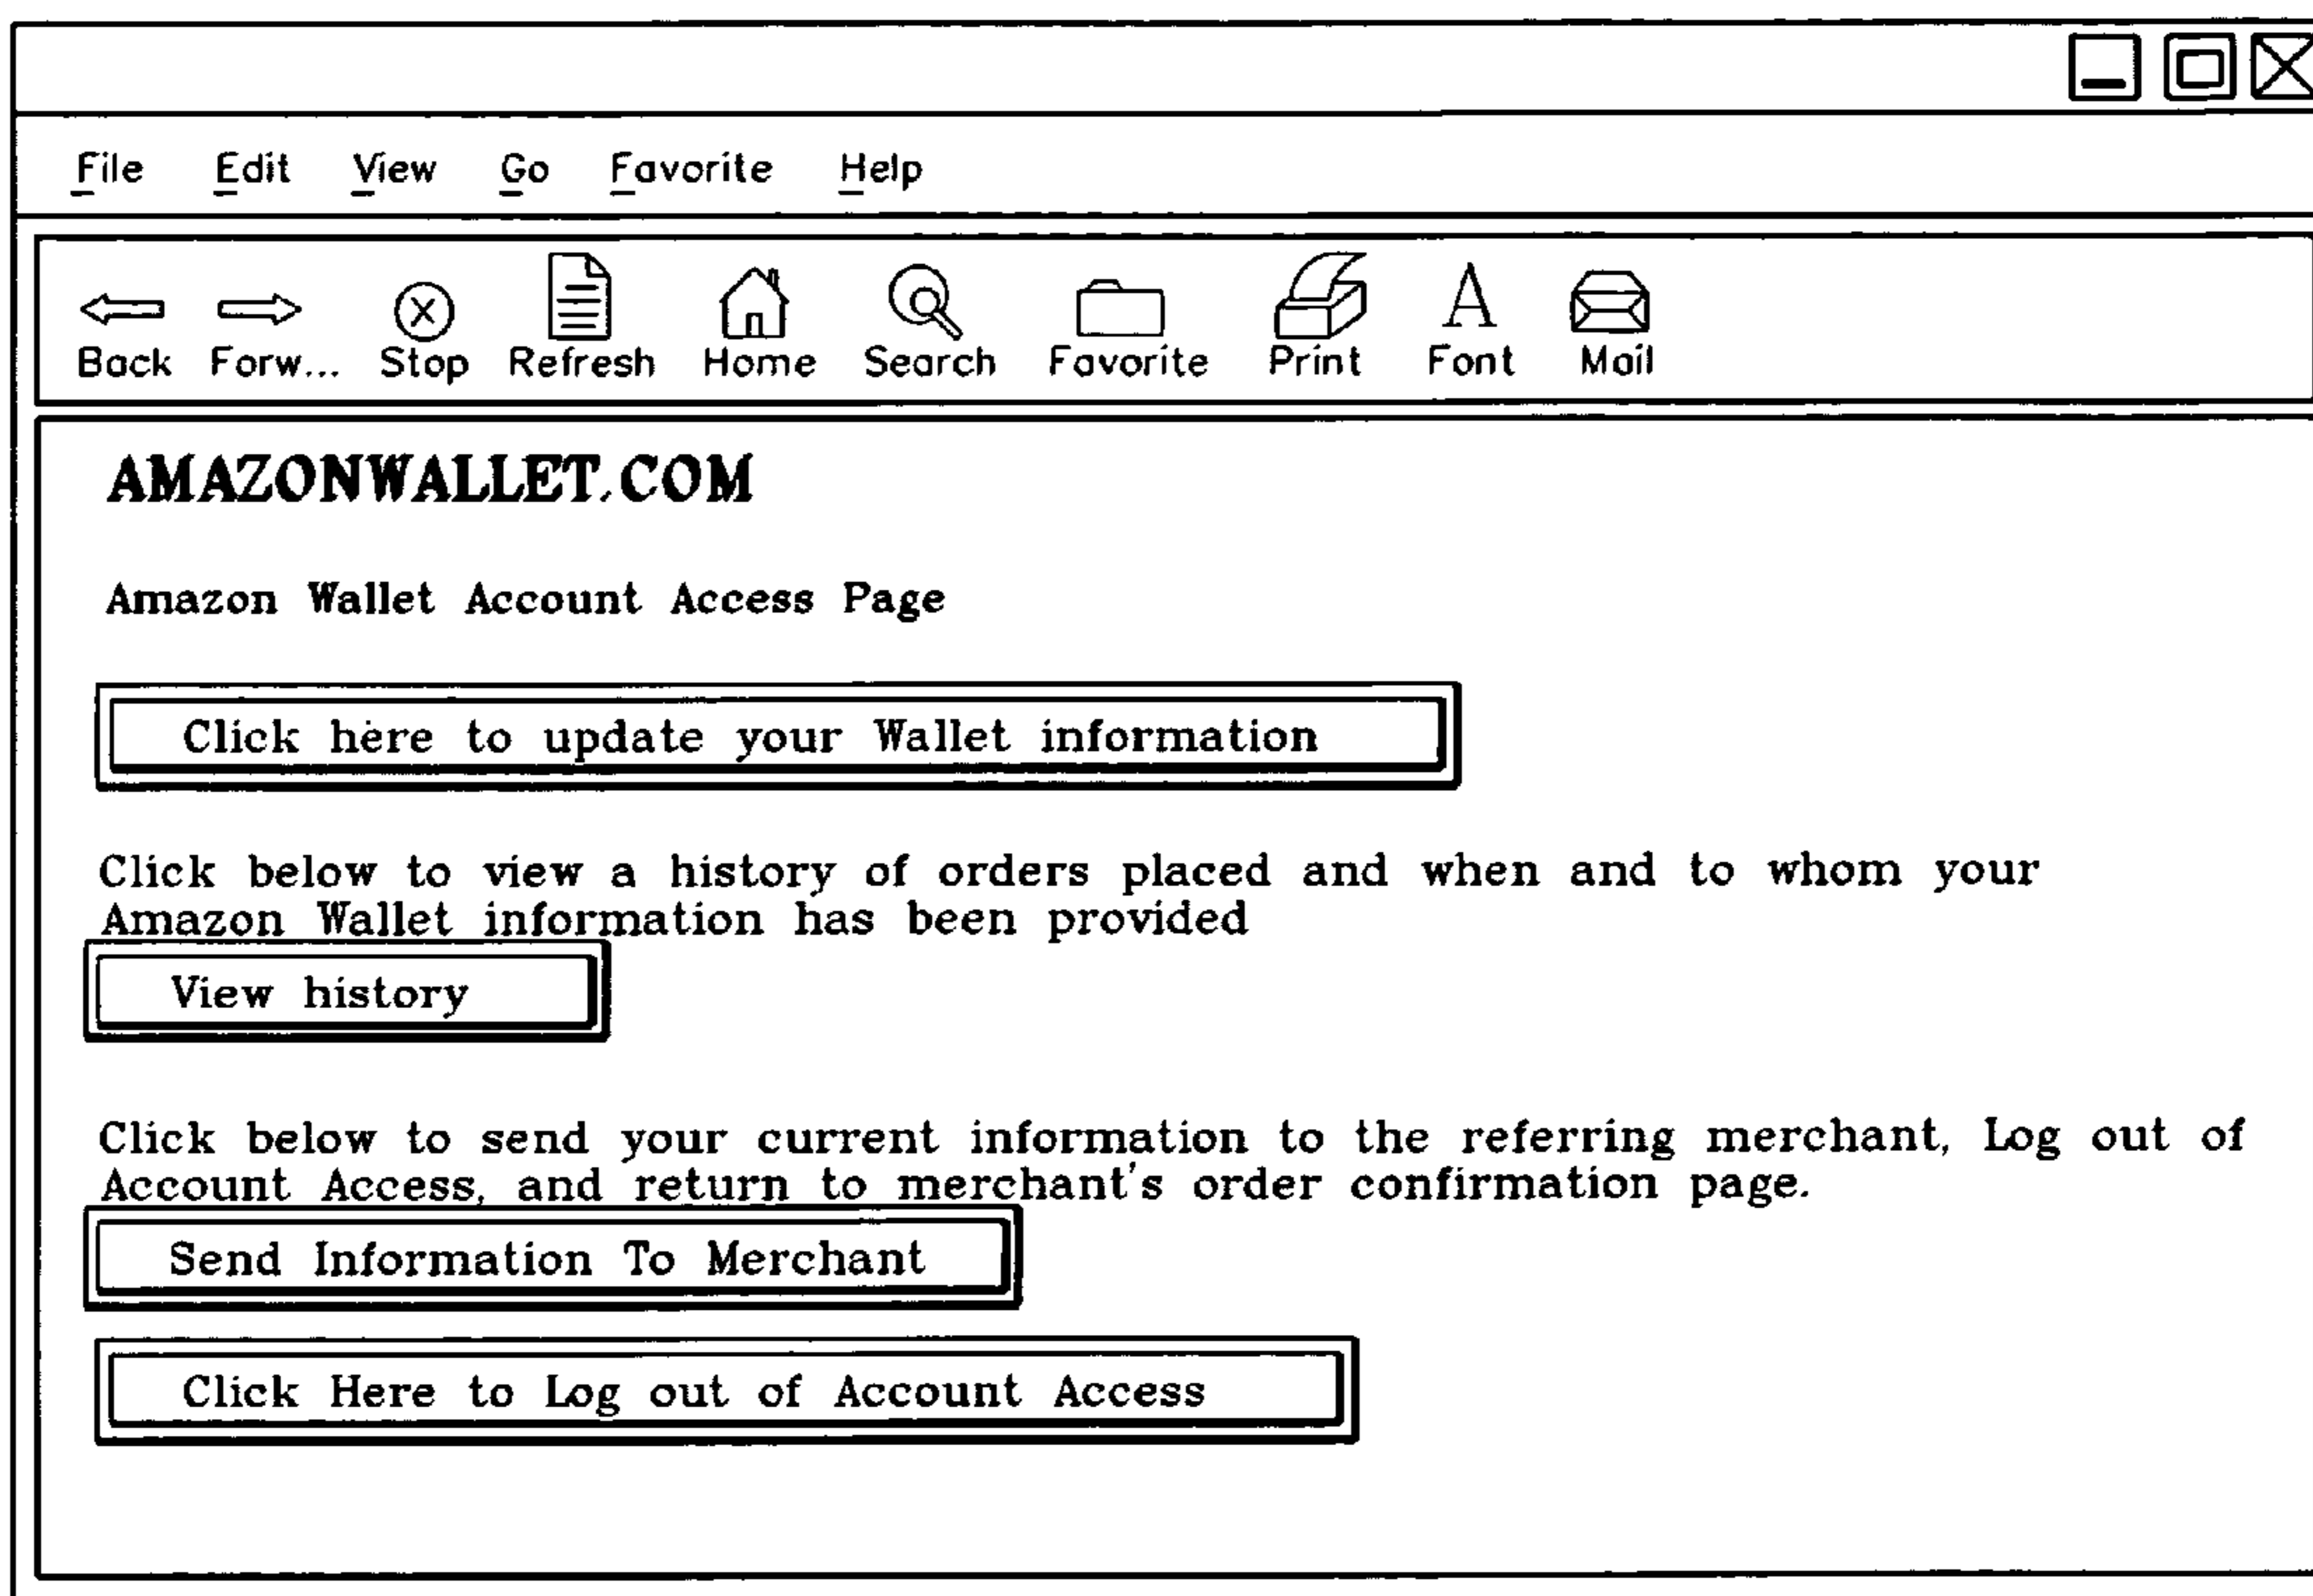 File Edit View Go Favorite Help
Back Forw... Stop Refresh Home Search Favorite Print Font Mail
AMAZONWALLET.COM
Amazon Wallet Account Access Page
Click here to update your Wallet information
Click below to view a history of orders placed and when and to whom your
Amazon Wallet information has been provided
View history
Click below to send your current information to the referring merchant, Log out of
Account Access, and return to merchant's order confirmation page.
Send Information To Merchant
Click Here to Log out of Account Access